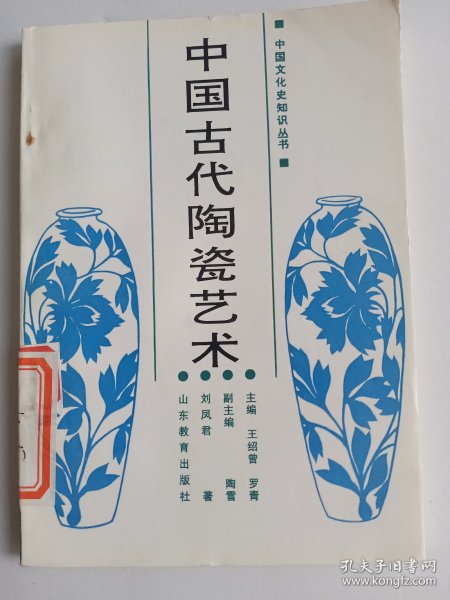 中国文化史知识丛书
中国古代陶瓷艺术
主编 王绍曾 罗青
副主编 陶雪
刘凤君 著
山东教育出版社
孔夫子旧书网
www.kongfz.com